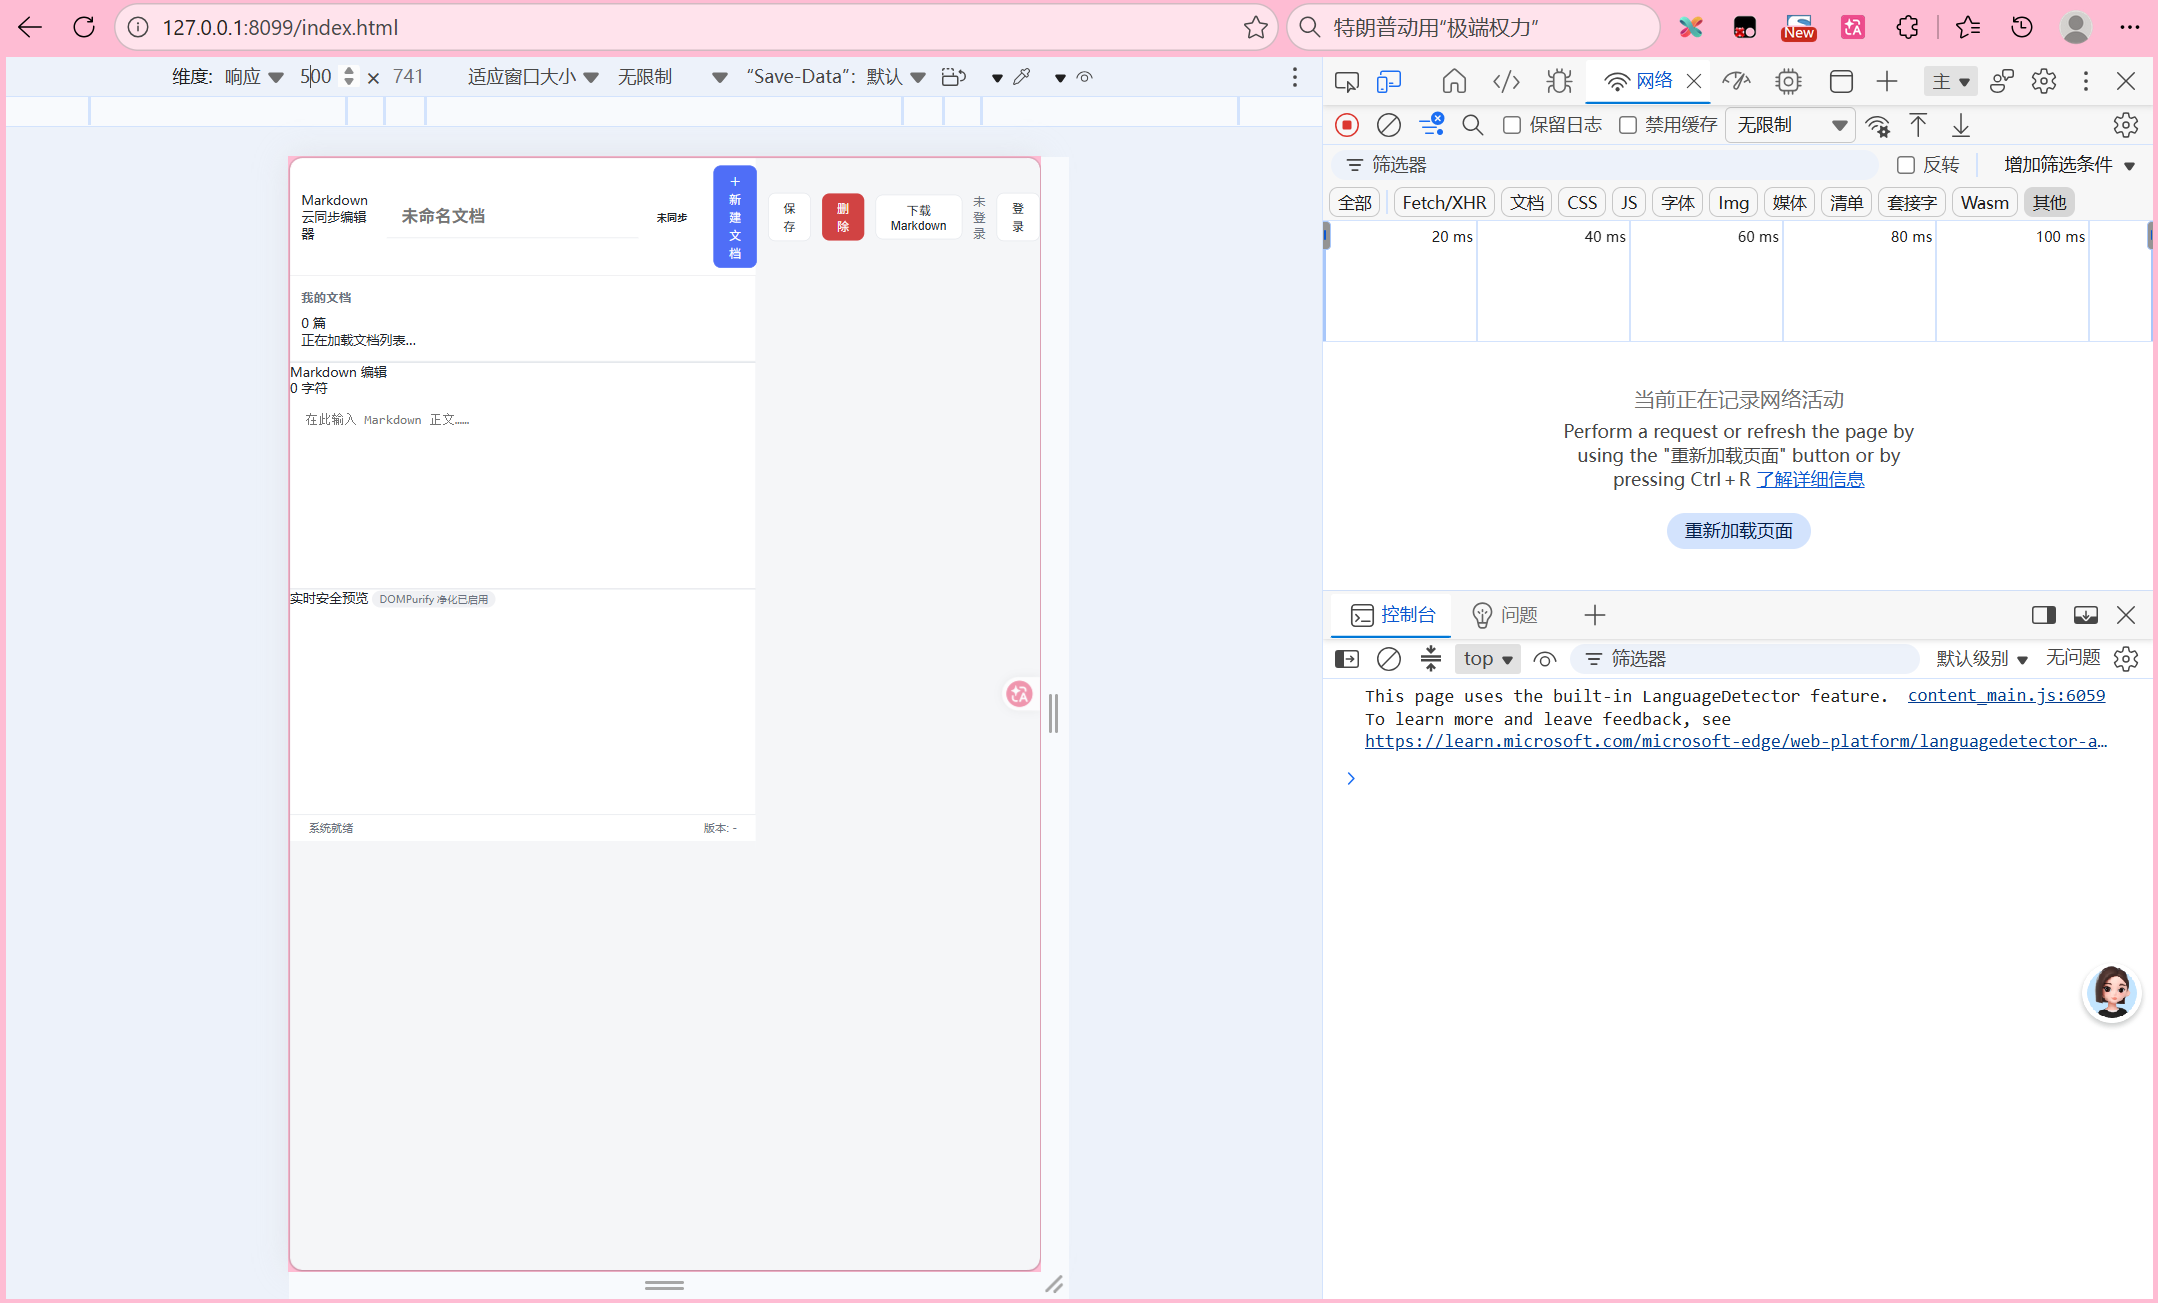 127.0.0.1:8099/index.html
特朗普动用“极端权力”
New
维度: 响应 500 × 741 适应窗口大小 无限制 “Save-Data”: 默认
Markdown 云同步编辑器
未命名文档
未同步
+ 新建文档
保存
删除
下载 Markdown
未登录
登录
我的文档
0 篇
正在加载文档列表...
Markdown 编辑
0 字符
在此输入 Markdown 正文……
实时安全预览 DOMPurify 净化已启用
系统就绪 版本: -
网络
主
保留日志 禁用缓存 无限制
筛选器 反转 增加筛选条件
全部 Fetch/XHR 文档 CSS JS 字体 Img 媒体 清单 套接字 Wasm 其他
20 ms 40 ms 60 ms 80 ms 100 ms
当前正在记录网络活动
Perform a request or refresh the page by
using the "重新加载页面" button or by
pressing Ctrl + R 了解详细信息
重新加载页面
控制台 问题
top 筛选器 默认级别 无问题
This page uses the built-in LanguageDetector feature. content_main.js:6059
To learn more and leave feedback, see
https://learn.microsoft.com/microsoft-edge/web-platform/languagedetector-a…